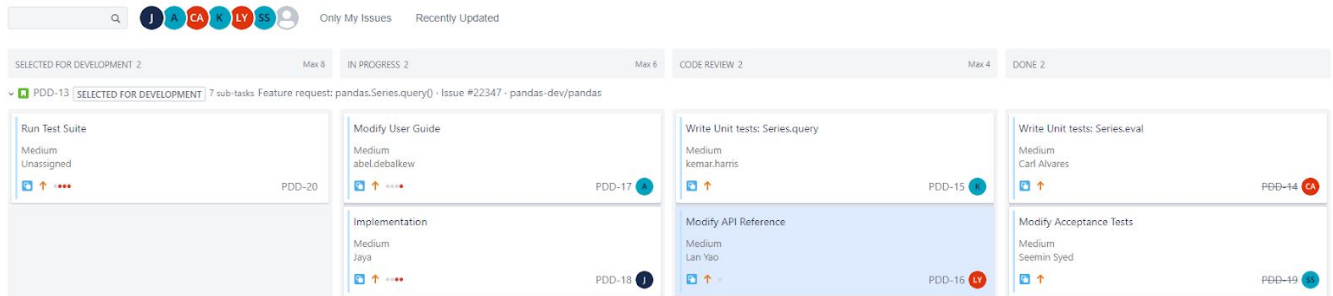 J A CA K LY SS Only My Issues Recently Updated
SELECTED FOR DEVELOPMENT 2 Max 8 IN PROGRESS 2 Max 6 CODE REVIEW 2 Max 4 DONE 2
PDD-13 SELECTED FOR DEVELOPMENT 7 sub-tasks Feature request: pandas.Series.query() · Issue #22347 · pandas-dev/pandas
Run Test Suite
Medium
Unassigned
PDD-20
Modify User Guide
Medium
abel.debalkew
PDD-17 A
Implementation
Medium
Jaya
PDD-18 J
Write Unit tests: Series.query
Medium
kemar.harris
PDD-15 K
Modify API Reference
Medium
Lan Yao
PDD-16 LY
Write Unit tests: Series.eval
Medium
Carl Alvares
PDD-14 CA
Modify Acceptance Tests
Medium
Seemin Syed
PDD-19 SS